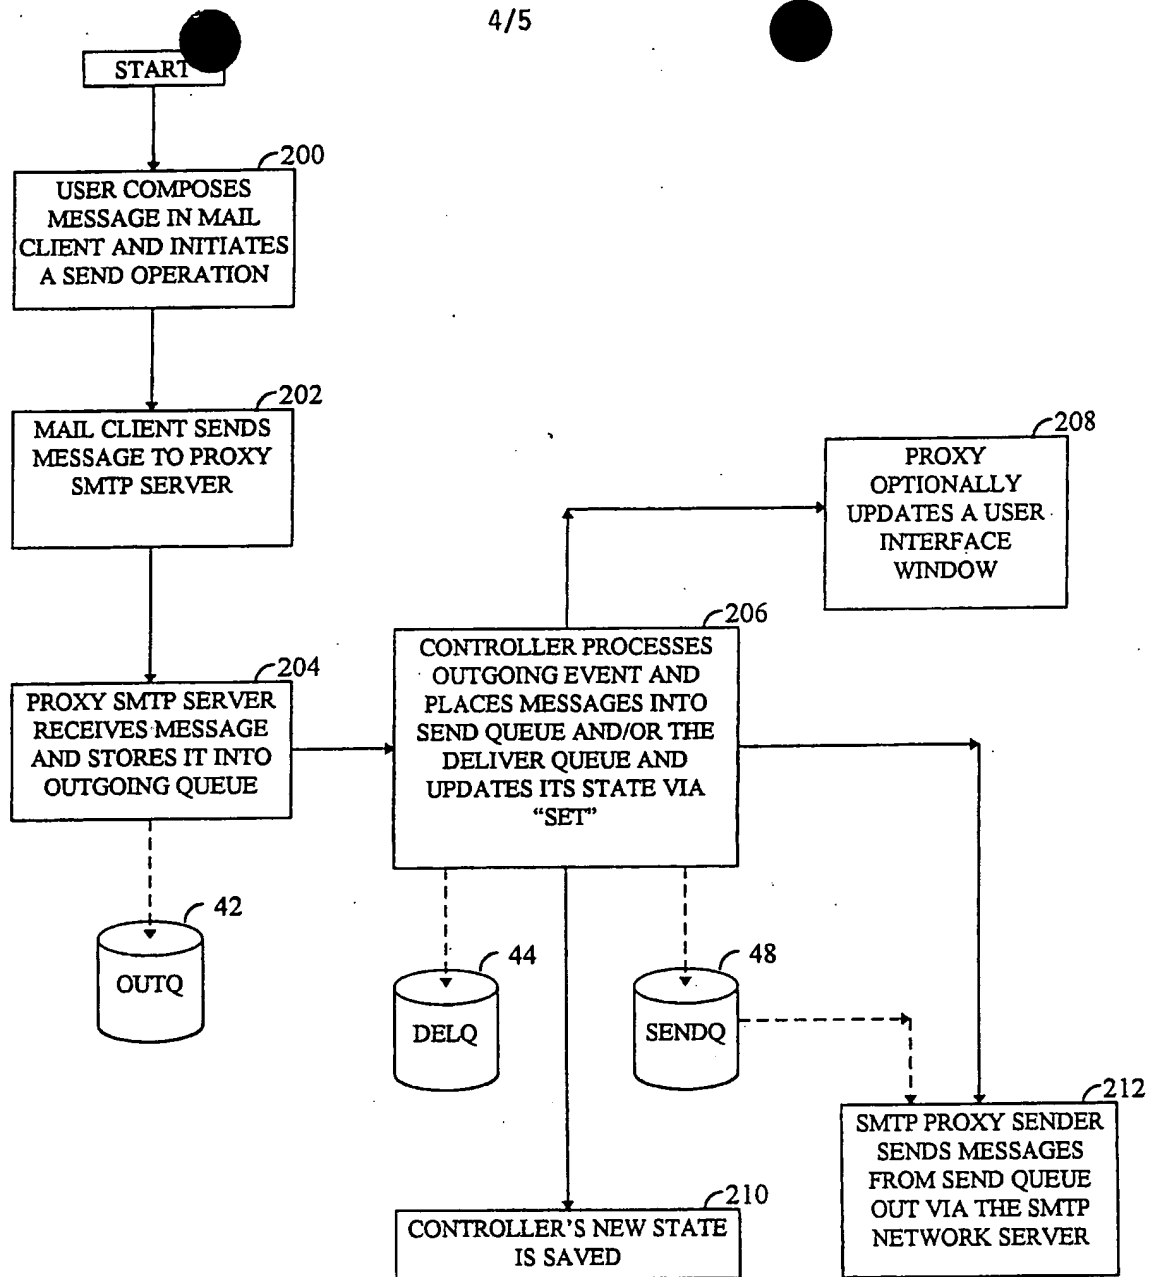 4/5
START
200
USER COMPOSES
MESSAGE IN MAIL
CLIENT AND INITIATES
A SEND OPERATION
202
MAIL CLIENT SENDS
MESSAGE TO PROXY
SMTP SERVER
208
PROXY
OPTIONALLY
UPDATES A USER
INTERFACE
WINDOW
204
PROXY SMTP SERVER
RECEIVES MESSAGE
AND STORES IT INTO
OUTGOING QUEUE
206
CONTROLLER PROCESSES
OUTGOING EVENT AND
PLACES MESSAGES INTO
SEND QUEUE AND/OR THE
DELIVER QUEUE AND
UPDATES ITS STATE VIA
“SET”
42
OUTQ
44
DELQ
48
SENDQ
212
SMTP PROXY SENDER
SENDS MESSAGES
FROM SEND QUEUE
OUT VIA THE SMTP
NETWORK SERVER
210
CONTROLLER'S NEW STATE
IS SAVED